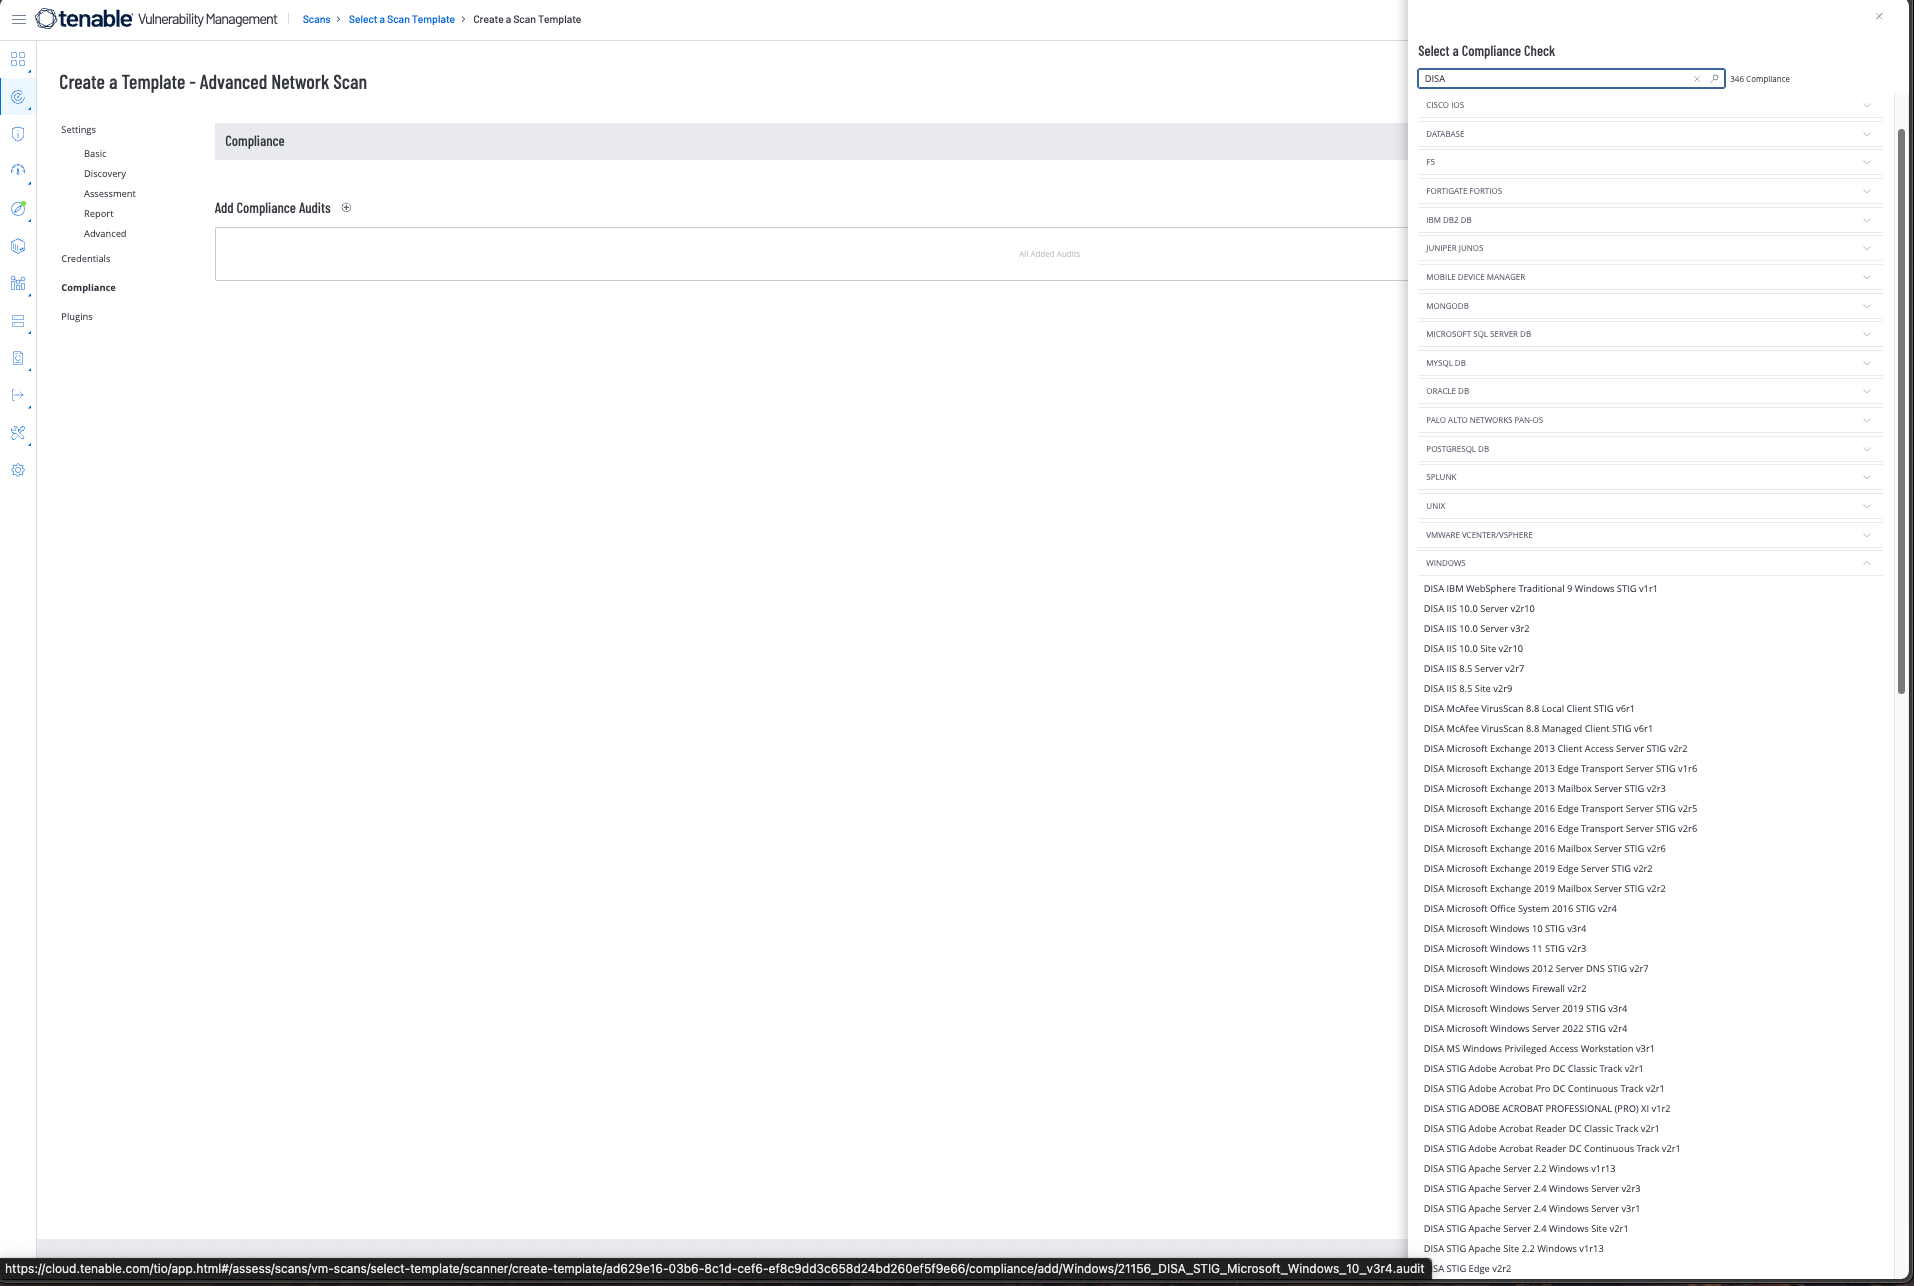 tenable Vulnerability Management
Scans > Select a Scan Template > Create a Scan Template
Create a Template - Advanced Network Scan
Settings
Basic
Discovery
Assessment
Report
Advanced
Credentials
Compliance
Plugins
Compliance
Add Compliance Audits
All Added Audits
Select a Compliance Check
DISA
346 Compliance
CISCO IOS
DATABASE
F5
FORTIGATE FORTIOS
IBM DB2 DB
JUNIPER JUNOS
MOBILE DEVICE MANAGER
MONGODB
MICROSOFT SQL SERVER DB
MYSQL DB
ORACLE DB
PALO ALTO NETWORKS PAN-OS
POSTGRESQL DB
SPLUNK
UNIX
VMWARE VCENTER/VSPHERE
WINDOWS
DISA IBM WebSphere Traditional 9 Windows STIG v1r1
DISA IIS 10.0 Server v2r10
DISA IIS 10.0 Server v3r2
DISA IIS 10.0 Site v2r10
DISA IIS 8.5 Server v2r7
DISA IIS 8.5 Site v2r9
DISA McAfee VirusScan 8.8 Local Client STIG v6r1
DISA McAfee VirusScan 8.8 Managed Client STIG v6r1
DISA Microsoft Exchange 2013 Client Access Server STIG v2r2
DISA Microsoft Exchange 2013 Edge Transport Server STIG v1r6
DISA Microsoft Exchange 2013 Mailbox Server STIG v2r3
DISA Microsoft Exchange 2016 Edge Transport Server STIG v2r5
DISA Microsoft Exchange 2016 Edge Transport Server STIG v2r6
DISA Microsoft Exchange 2016 Mailbox Server STIG v2r6
DISA Microsoft Exchange 2019 Edge Server STIG v2r2
DISA Microsoft Exchange 2019 Mailbox Server STIG v2r2
DISA Microsoft Office System 2016 STIG v2r4
DISA Microsoft Windows 10 STIG v3r4
DISA Microsoft Windows 11 STIG v2r3
DISA Microsoft Windows 2012 Server DNS STIG v2r7
DISA Microsoft Windows Firewall v2r2
DISA Microsoft Windows Server 2019 STIG v3r4
DISA Microsoft Windows Server 2022 STIG v2r4
DISA MS Windows Privileged Access Workstation v3r1
DISA STIG Adobe Acrobat Pro DC Classic Track v2r1
DISA STIG Adobe Acrobat Pro DC Continuous Track v2r1
DISA STIG ADOBE ACROBAT PROFESSIONAL (PRO) XI v1r2
DISA STIG Adobe Acrobat Reader DC Classic Track v2r1
DISA STIG Adobe Acrobat Reader DC Continuous Track v2r1
DISA STIG Apache Server 2.2 Windows v1r13
DISA STIG Apache Server 2.4 Windows Server v2r3
DISA STIG Apache Server 2.4 Windows Server v3r1
DISA STIG Apache Server 2.4 Windows Site v2r1
DISA STIG Apache Site 2.2 Windows v1r13
SA STIG Edge v2r2
https://cloud.tenable.com/tio/app.html#/assess/scans/vm-scans/select-template/scanner/create-template/ad629e16-03b6-8c1d-cef6-ef8c9dd3c658d24bd260ef5f9e66/compliance/add/Windows/21156_DISA_STIG_Microsoft_Windows_10_v3r4.audit